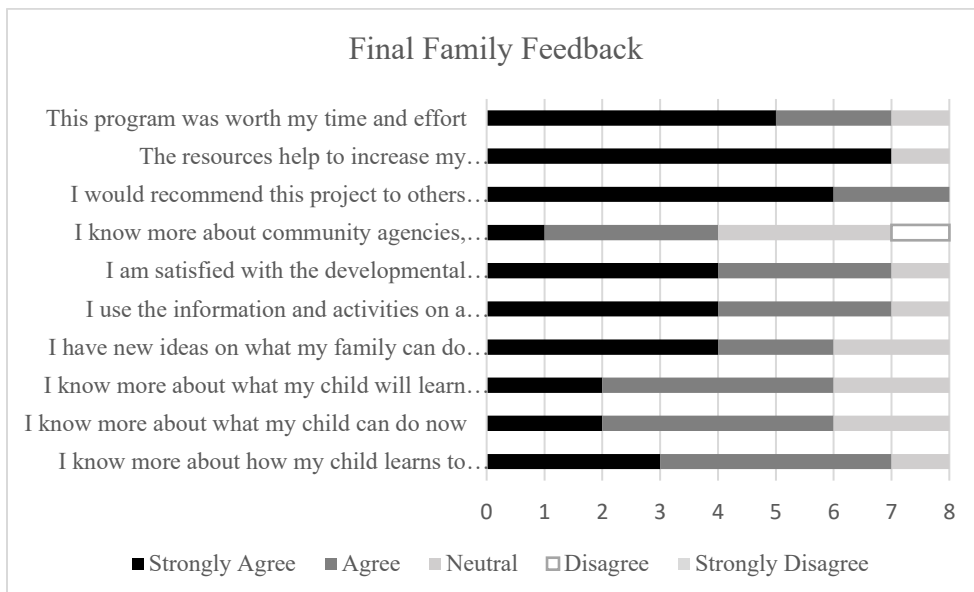 Final Family Feedback
This program was worth my time and effort
The resources help to increase my…
I would recommend this project to others…
I know more about community agencies,…
I am satisfied with the developmental…
I use the information and activities on a…
I have new ideas on what my family can do…
I know more about what my child will learn…
I know more about what my child can do now
I know more about how my child learns to…
0 1 2 3 4 5 6 7 8
Strongly Agree Agree Neutral Disagree Strongly Disagree